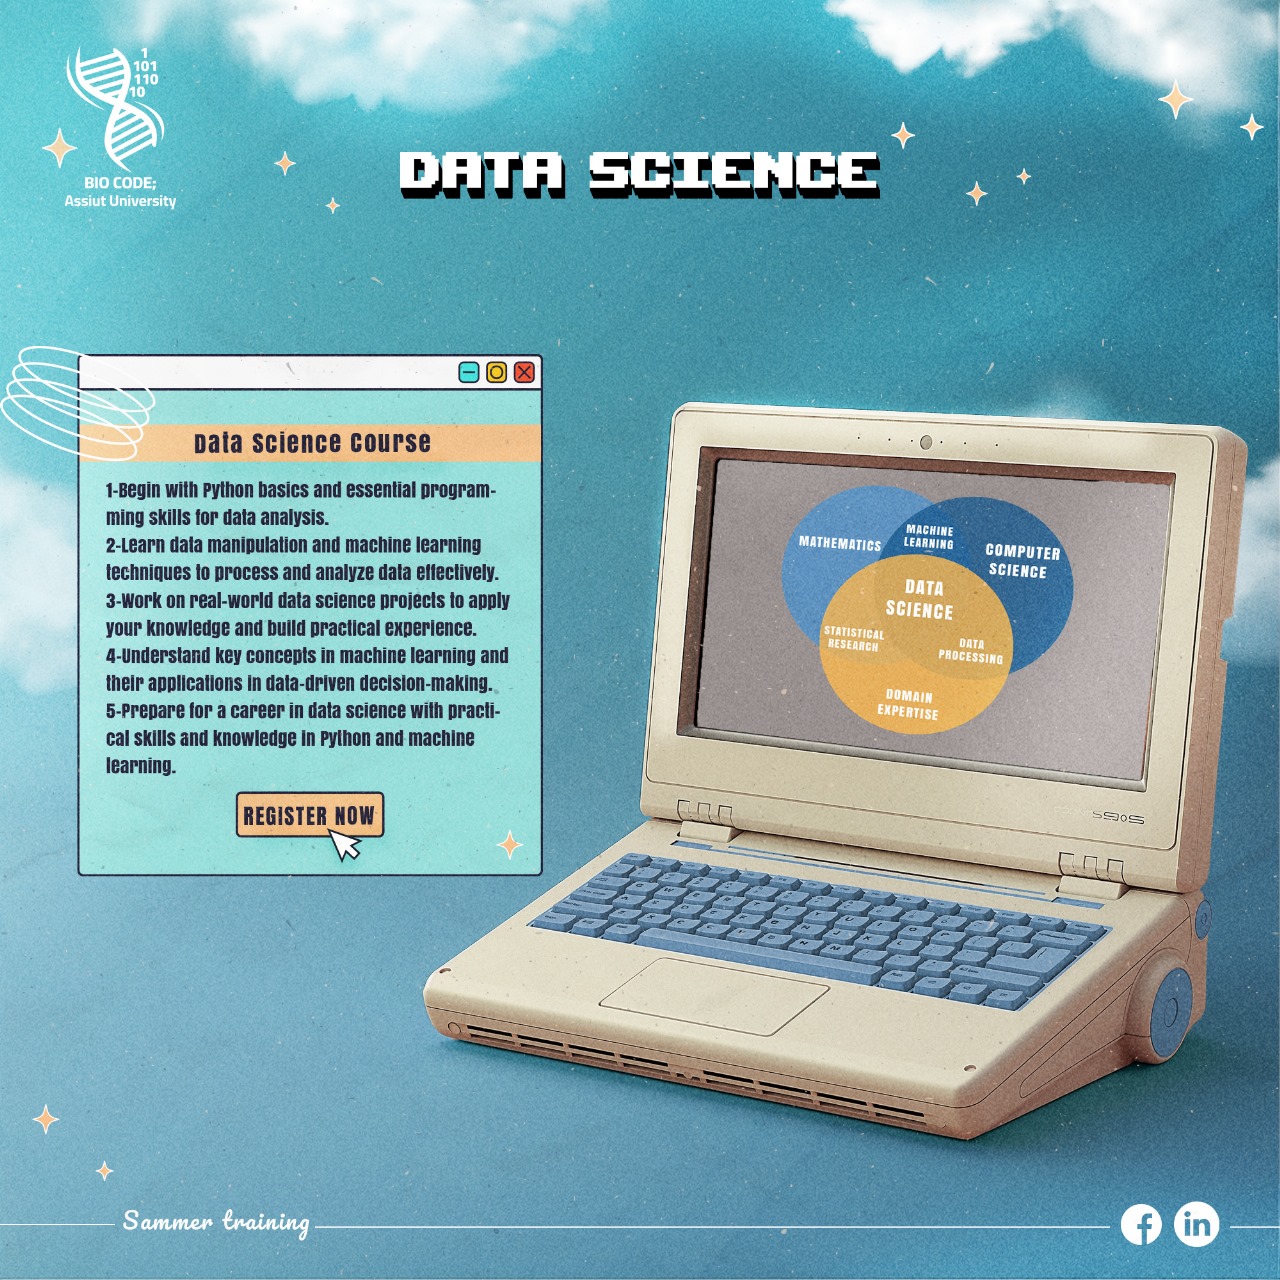 1
101
110
10
BIO CODE;
Assiut University
DATA SCIENCE
Data Science Course
1-Begin with Python basics and essential program-
ming skills for data analysis.
2-Learn data manipulation and machine learning
techniques to process and analyze data effectively.
3-Work on real-world data science projects to apply
your knowledge and build practical experience.
4-Understand key concepts in machine learning and
their applications in data-driven decision-making.
5-Prepare for a career in data science with practi-
cal skills and knowledge in Python and machine
learning.
REGISTER NOW
MATHEMATICS
MACHINE
LEARNING
COMPUTER
SCIENCE
DATA
SCIENCE
STATISTICAL
RESEARCH
DATA
PROCESSING
DOMAIN
EXPERTISE
Sammer training
f
in